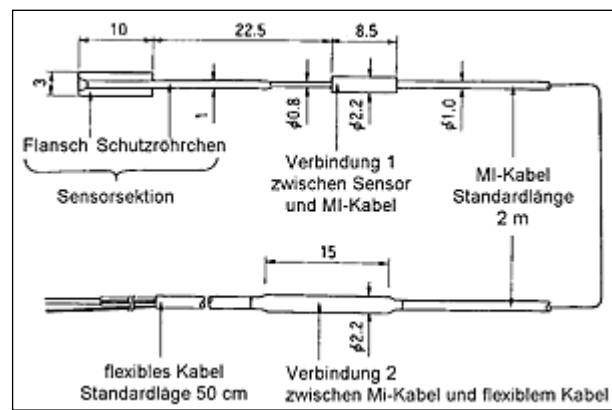 10 22.5 8.5
3
1
ϕ0.8
ϕ2.2
ϕ1.0
Flansch Schutzröhrchen
Sensorsektion
Verbindung 1
zwischen Sensor
und MI-Kabel
MI-Kabel
Standardlänge
2 m
15
ϕ2.2
flexibles Kabel
Standardläge 50 cm
Verbindung 2
zwischen Mi-Kabel und flexiblem Kabel